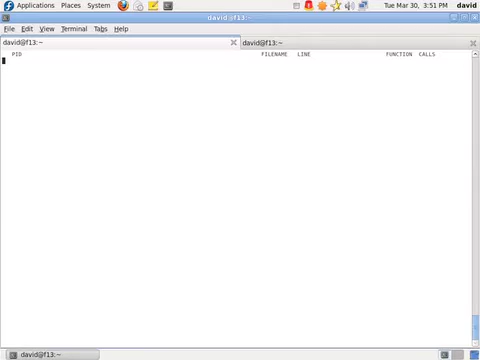 Applications Places System Tue Mar 30, 3:51 PM david
david@f13:~
File Edit View Terminal Tabs Help
david@f13:~ david@f13:~
PID FILENAME LINE FUNCTION CALLS
david@f13:~